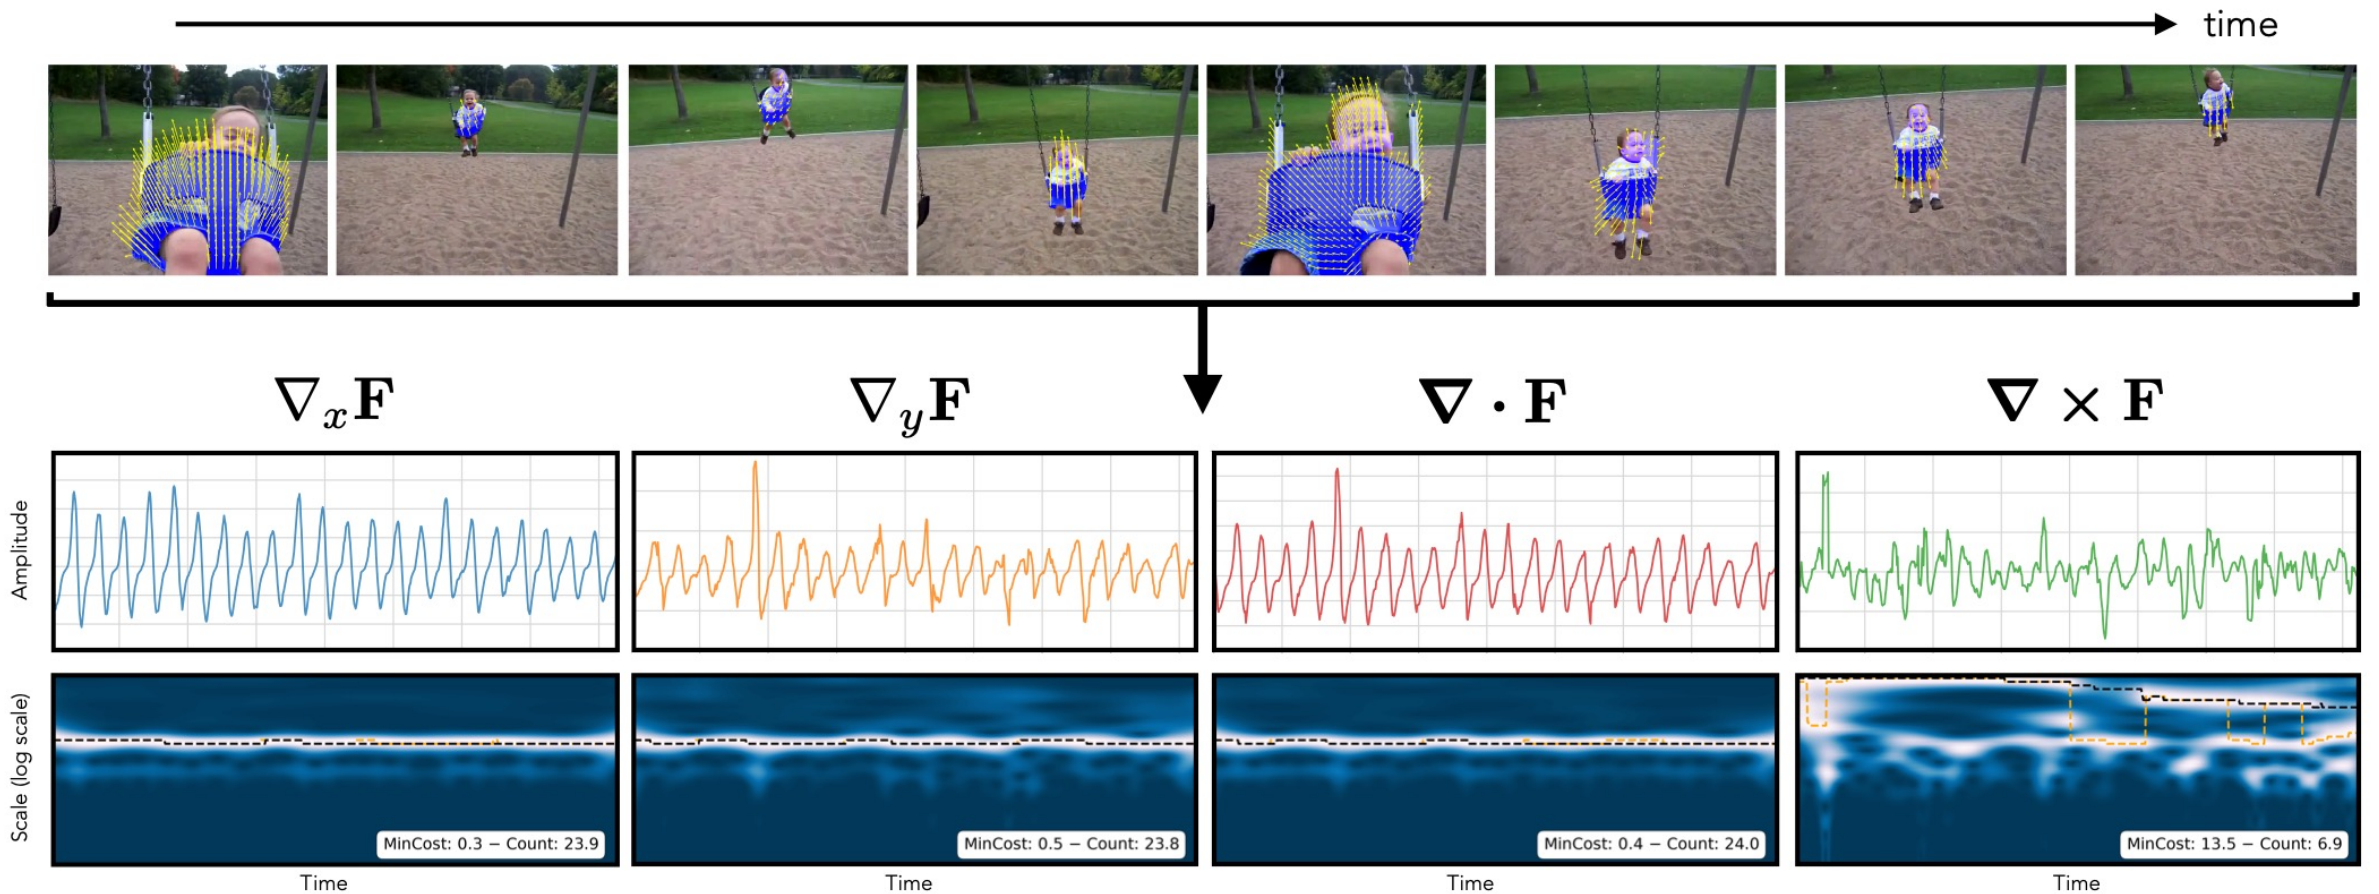 time
∇ₓF
∇ᵧF
∇ · F
∇ × F
Amplitude
Scale (log scale)
MinCost: 0.3 − Count: 23.9
MinCost: 0.5 − Count: 23.8
MinCost: 0.4 − Count: 24.0
MinCost: 13.5 − Count: 6.9
Time
Time
Time
Time